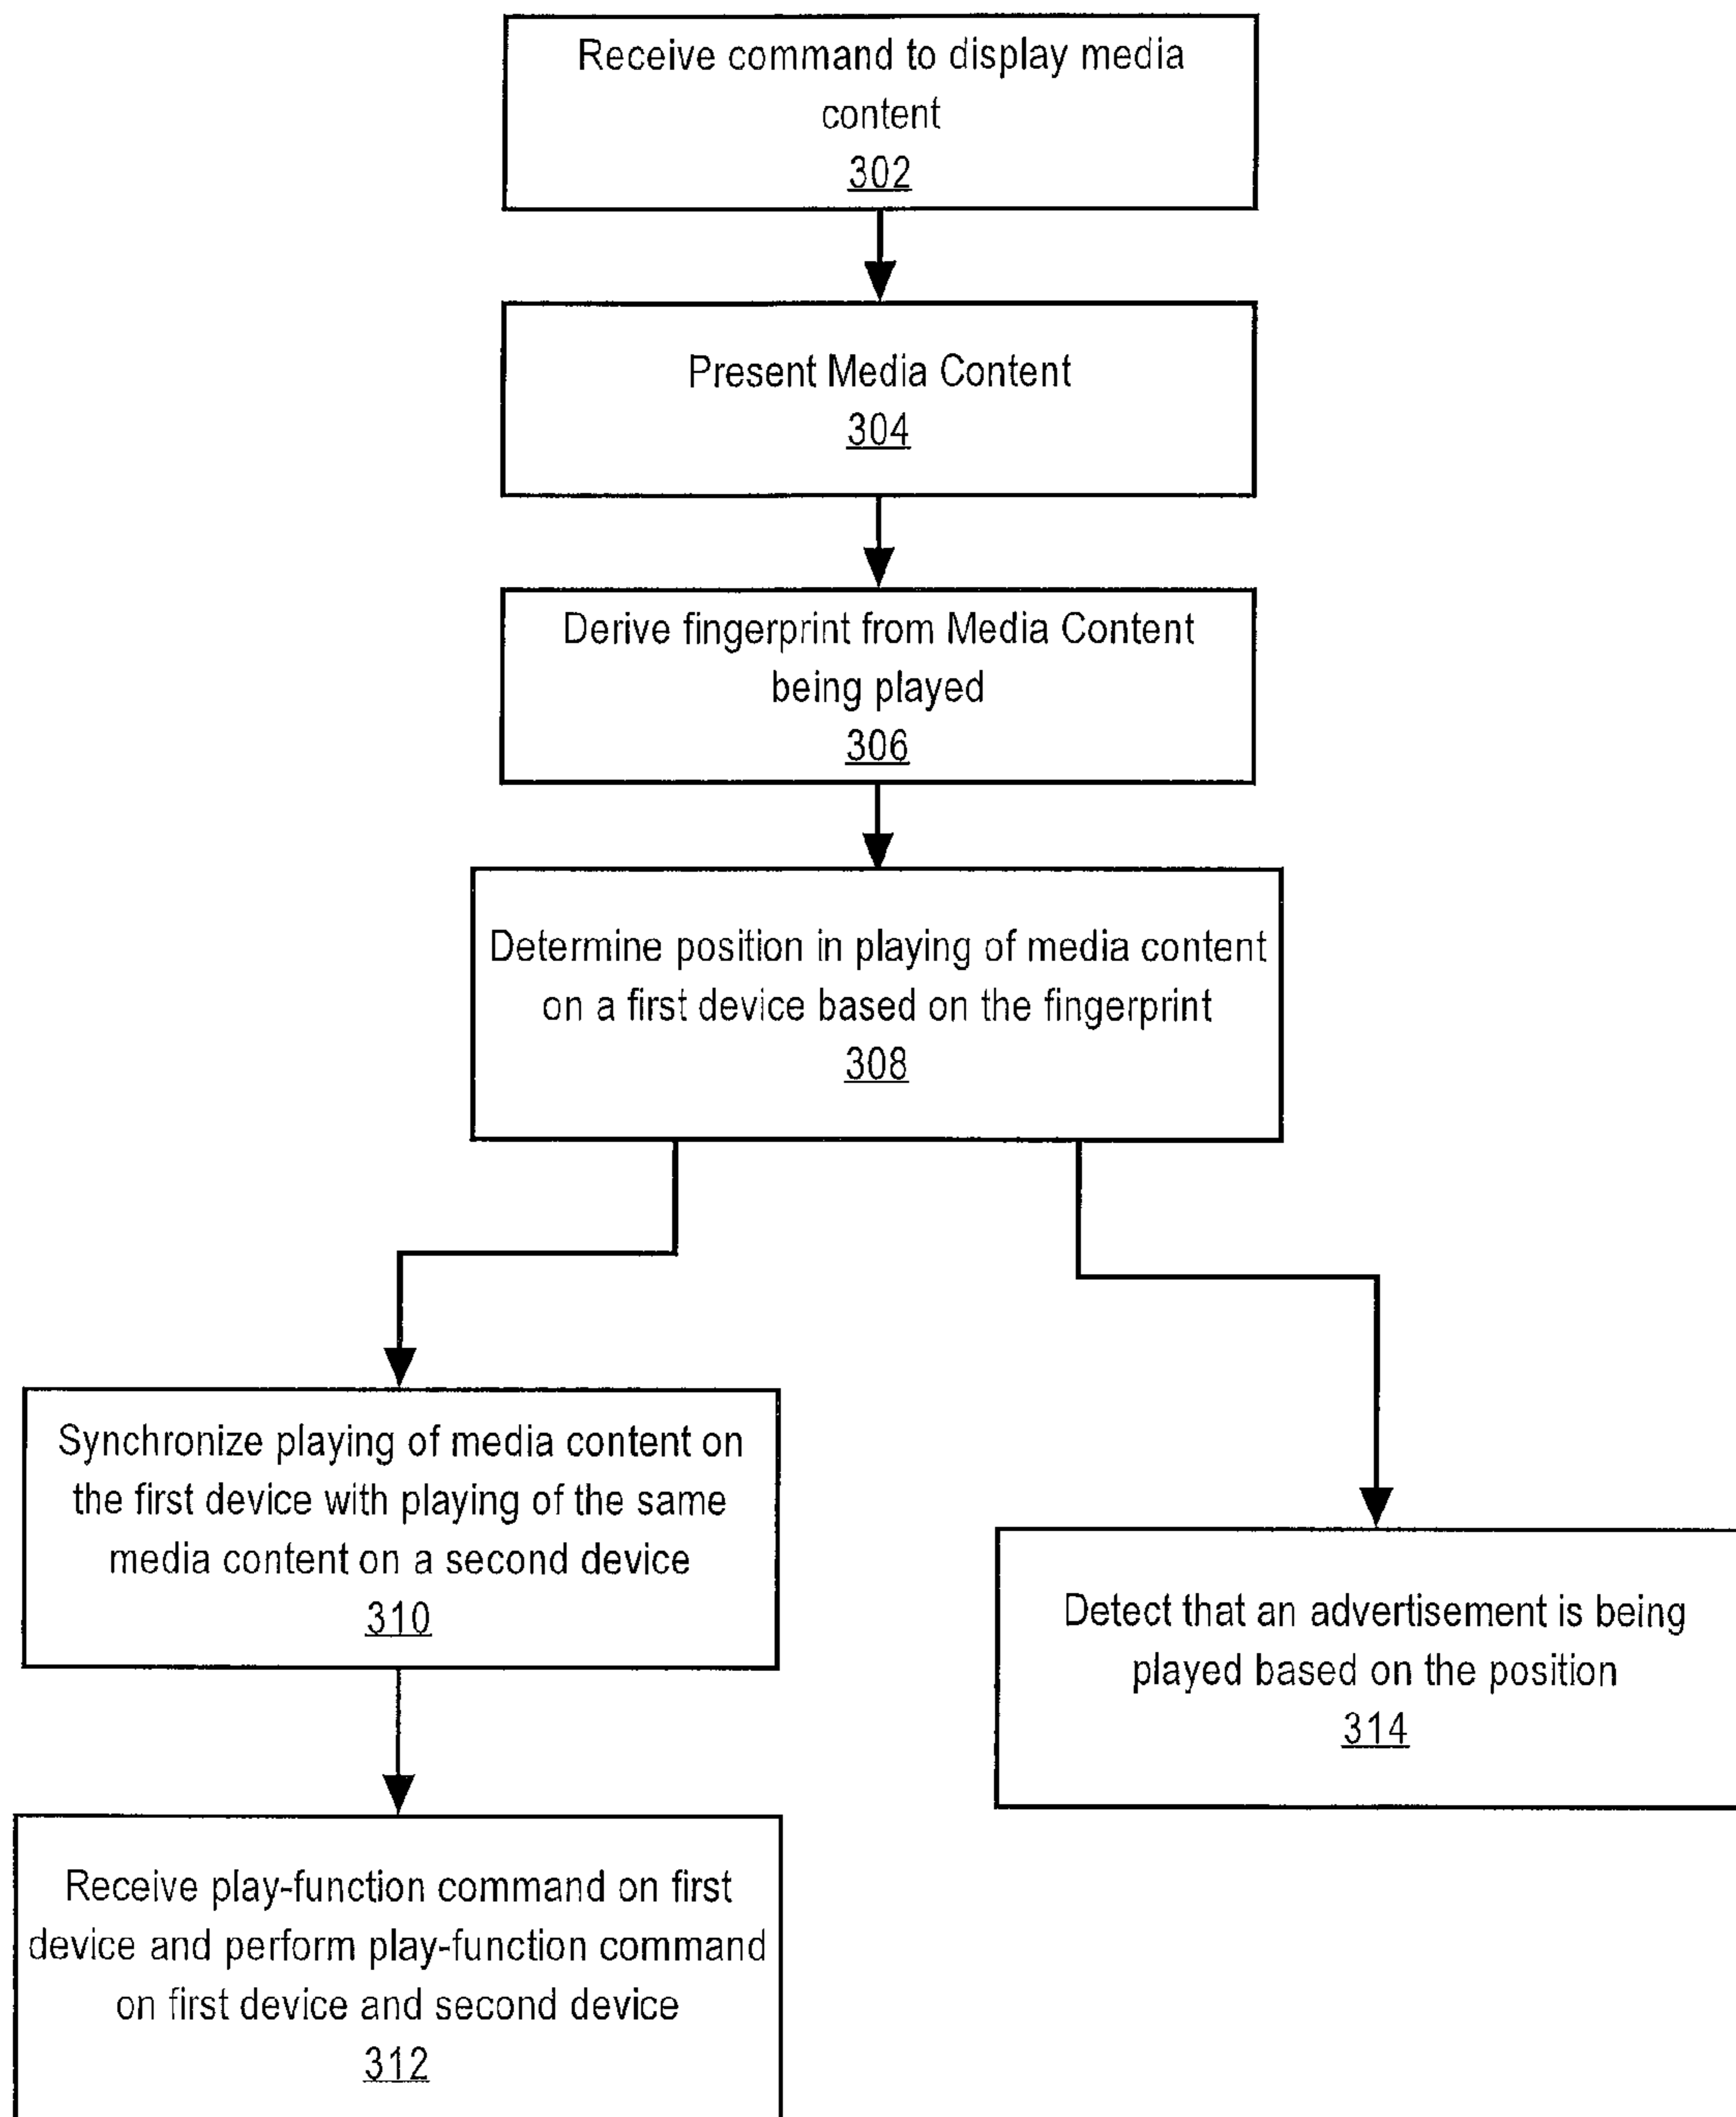 Receive command to display media
content
302
Present Media Content
304
Derive fingerprint from Media Content
being played
306
Determine position in playing of media content
on a first device based on the fingerprint
308
Synchronize playing of media content on
the first device with playing of the same
media content on a second device
310
Detect that an advertisement is being
played based on the position
314
Receive play-function command on first
device and perform play-function command
on first device and second device
312